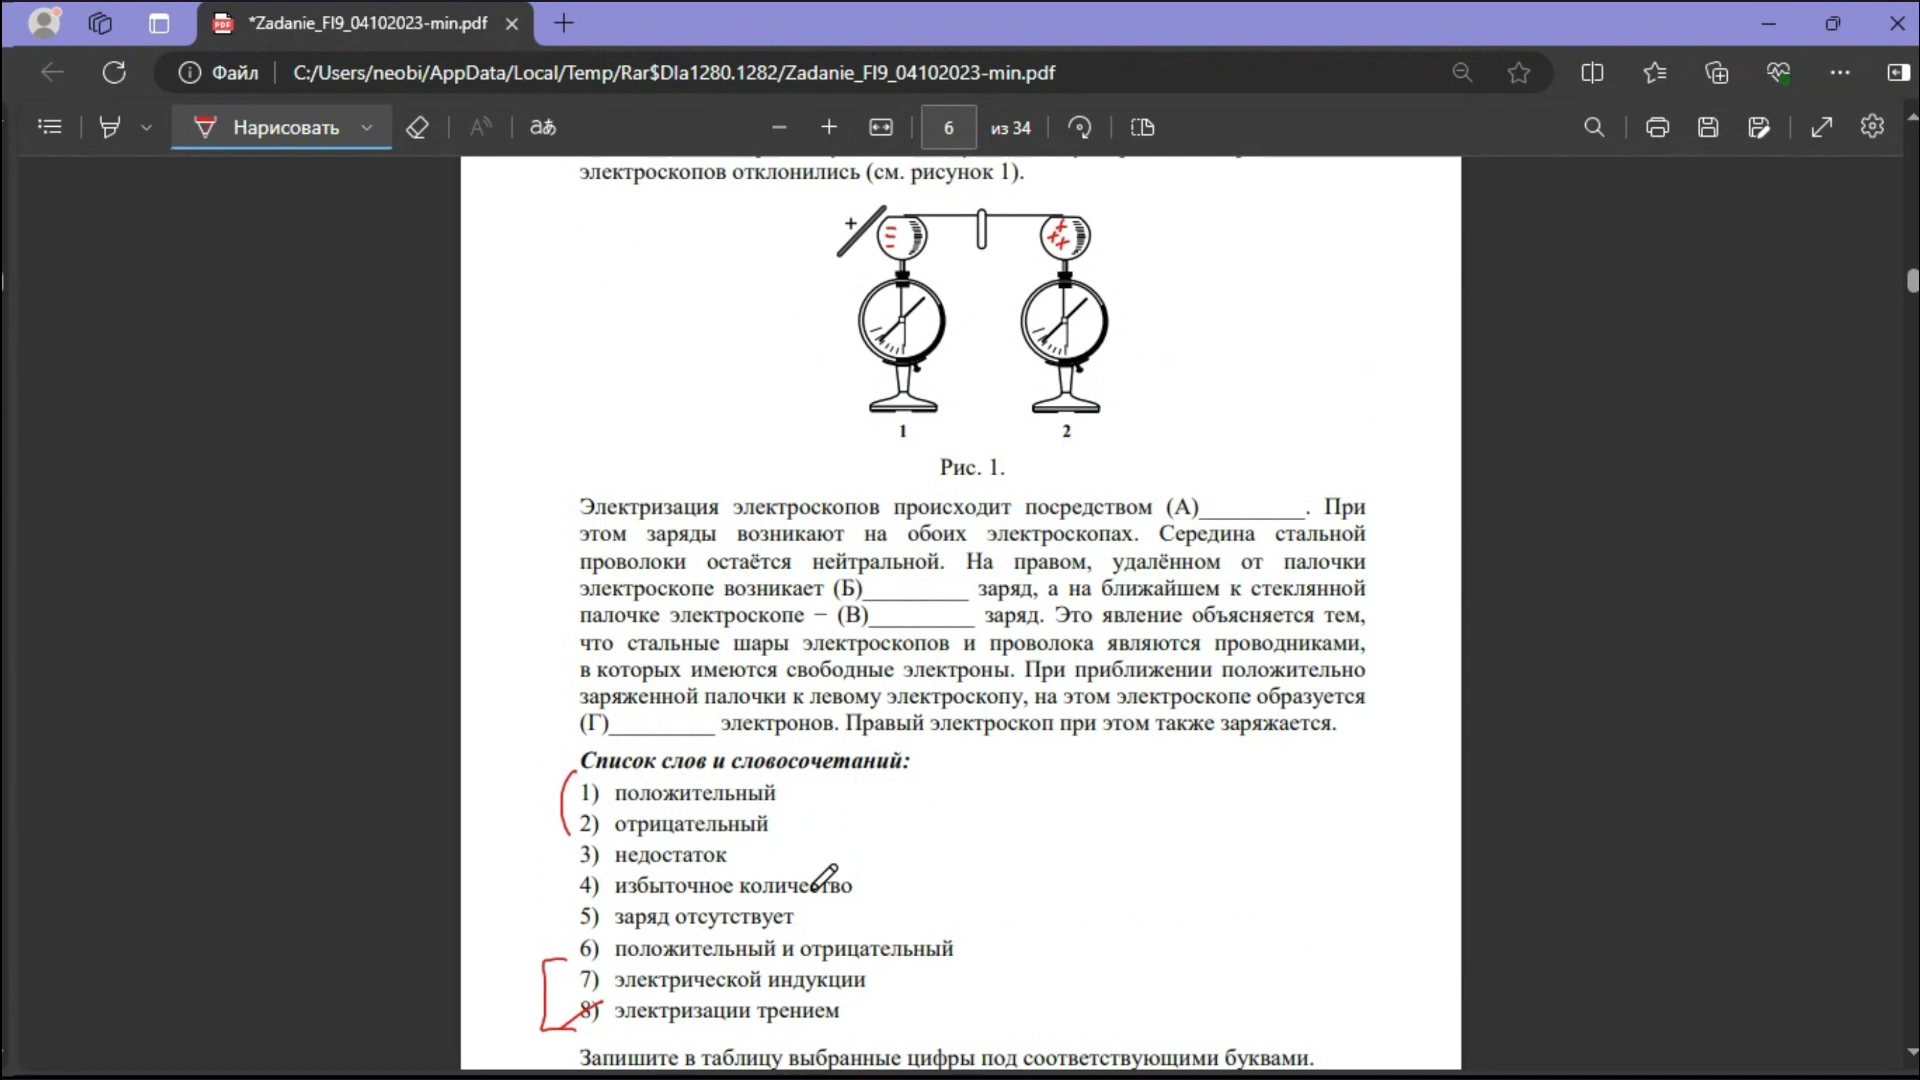 *Zadanie_FI9_04102023-min.pdf
Файл
C:/Users/neobi/AppData/Local/Temp/Rar$DIa1280.1282/Zadanie_FI9_04102023-min.pdf
Нарисовать
aあ
6 из 34
электроскопов отклонились (см. рисунок 1).
+
1 2
Рис. 1.
Электризация электроскопов происходит посредством (А)_________. При
этом заряды возникают на обоих электроскопах. Середина стальной
проволоки остаётся нейтральной. На правом, удалённом от палочки
электроскопе возникает (Б)_________ заряд, а на ближайшем к стеклянной
палочке электроскопе − (В)_________ заряд. Это явление объясняется тем,
что стальные шары электроскопов и проволока являются проводниками,
в которых имеются свободные электроны. При приближении положительно
заряженной палочки к левому электроскопу, на этом электроскопе образуется
(Г)_________ электронов. Правый электроскоп при этом также заряжается.
Список слов и словосочетаний:
1) положительный
2) отрицательный
3) недостаток
4) избыточное количество
5) заряд отсутствует
6) положительный и отрицательный
7) электрической индукции
8) электризации трением
Запишите в таблицу выбранные цифры под соответствующими буквами.